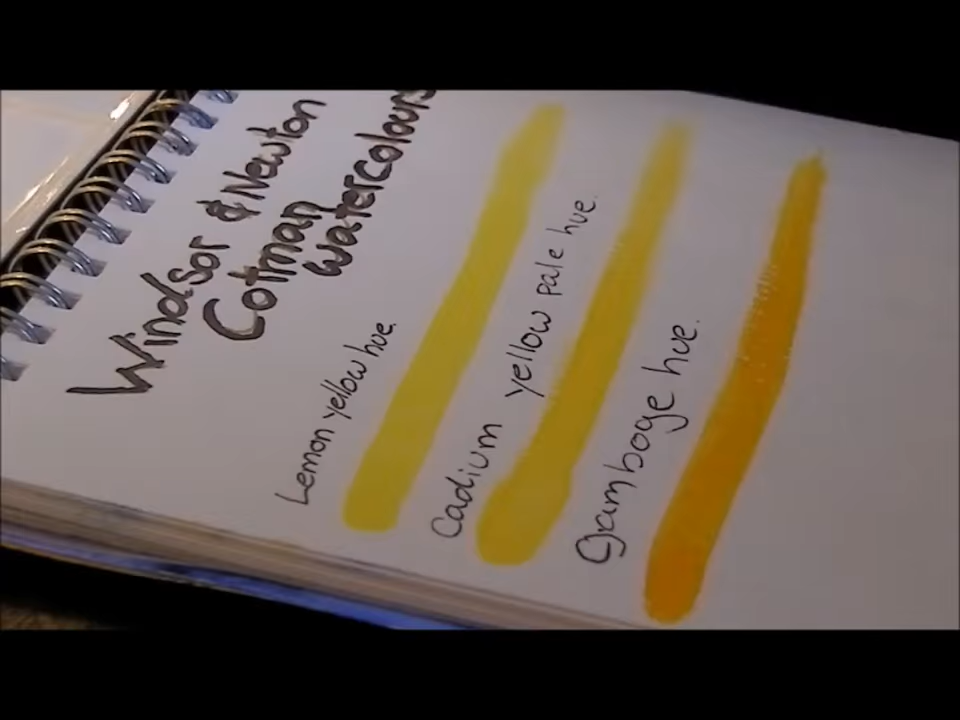 Windsor & Newton
Cotman
Watercolours
Lemon yellow hue.
Cadium yellow pale hue.
Gamboge hue.